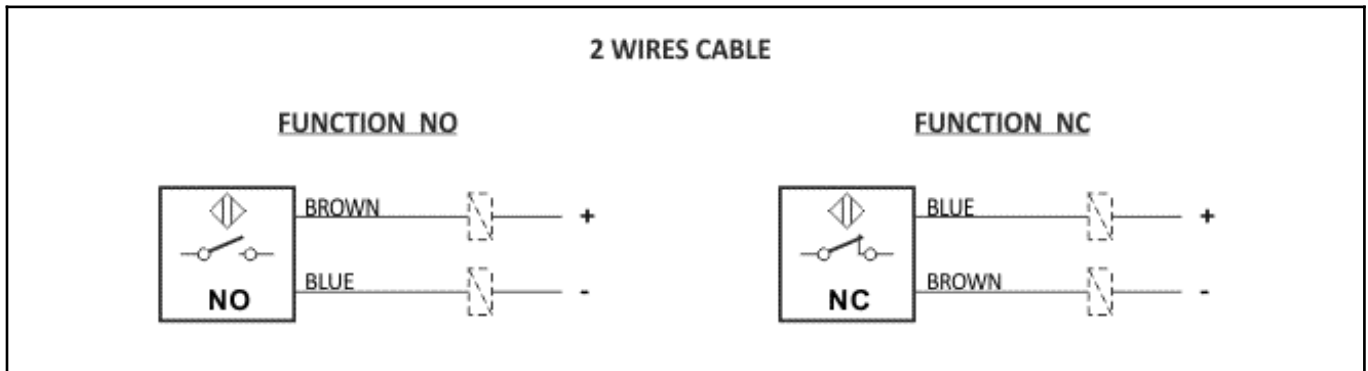 2 WIRES CABLE
FUNCTION NO
FUNCTION NC
BROWN
+
BLUE
-
NO
BLUE
+
BROWN
-
NC